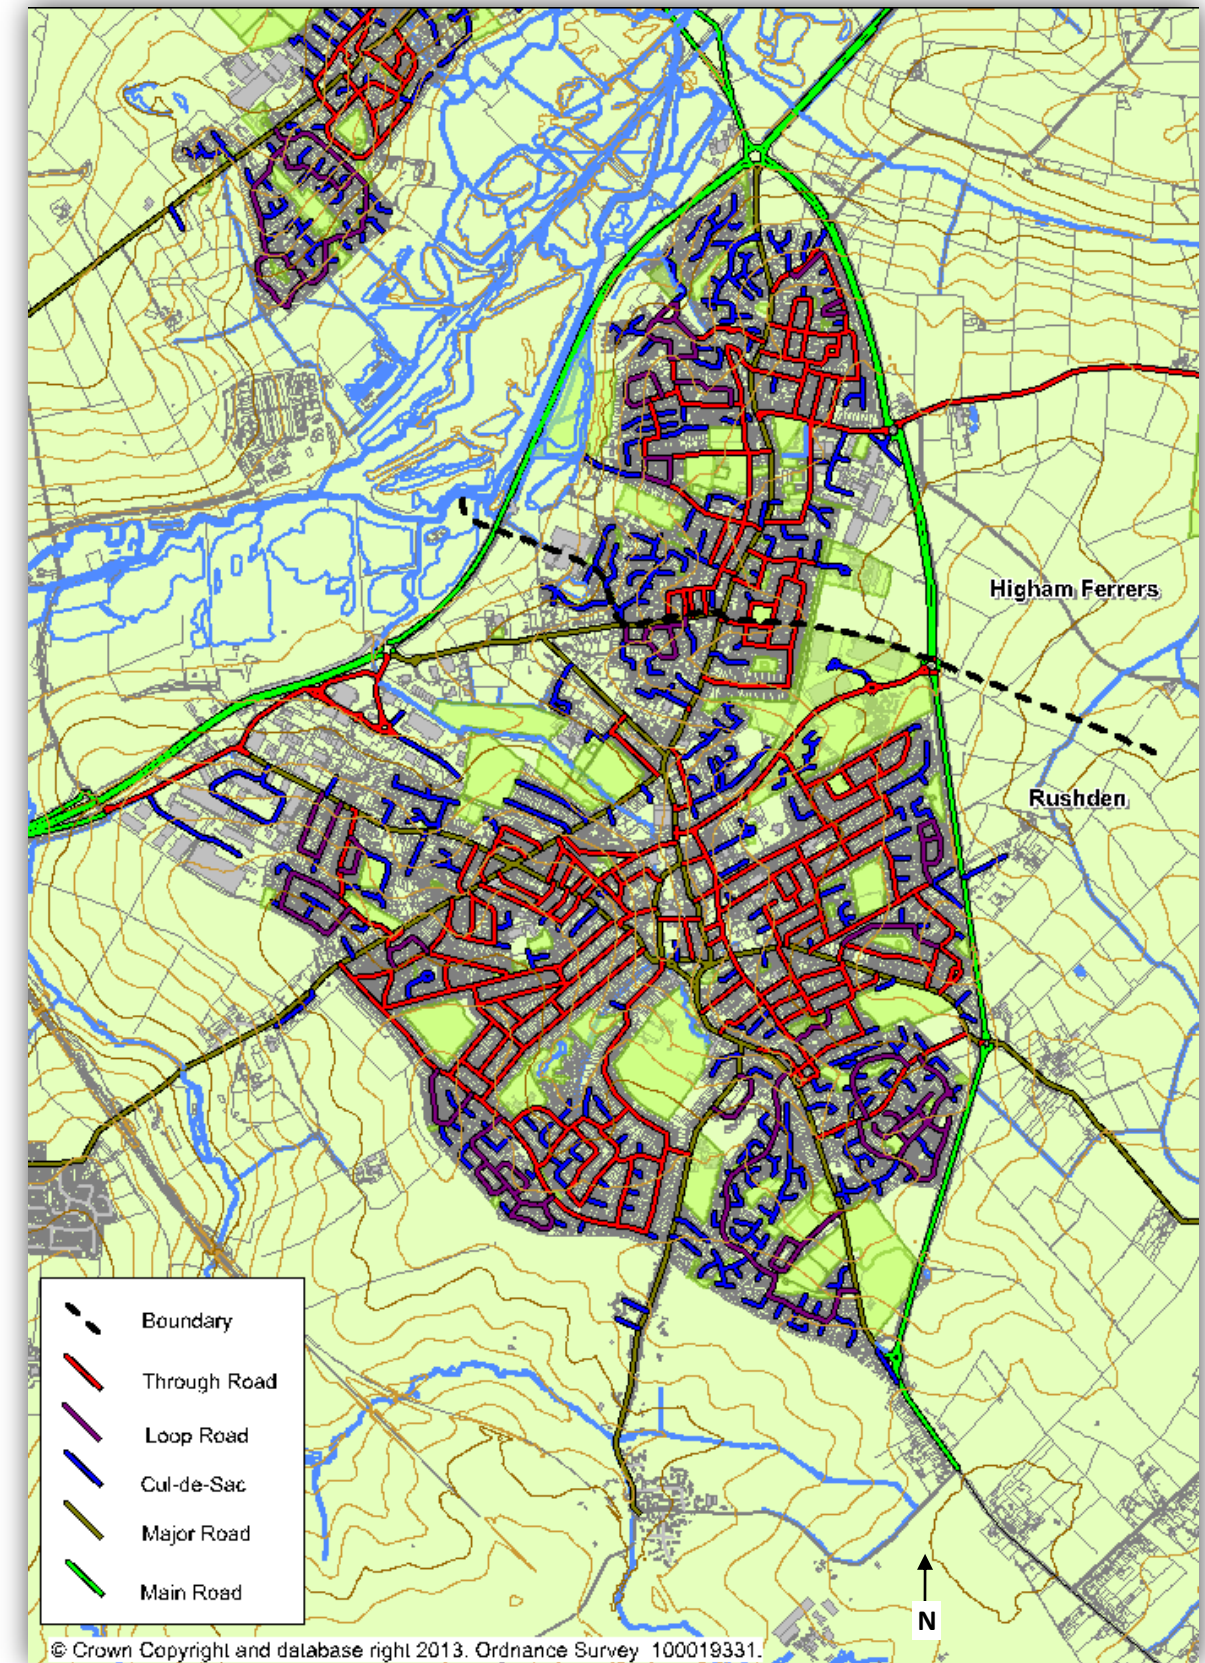 Higham Ferrers
Rushden
Boundary
Through Road
Loop Road
Cul-de-Sac
Major Road
Main Road
N
© Crown Copyright and database right 2013. Ordnance Survey 100019331.